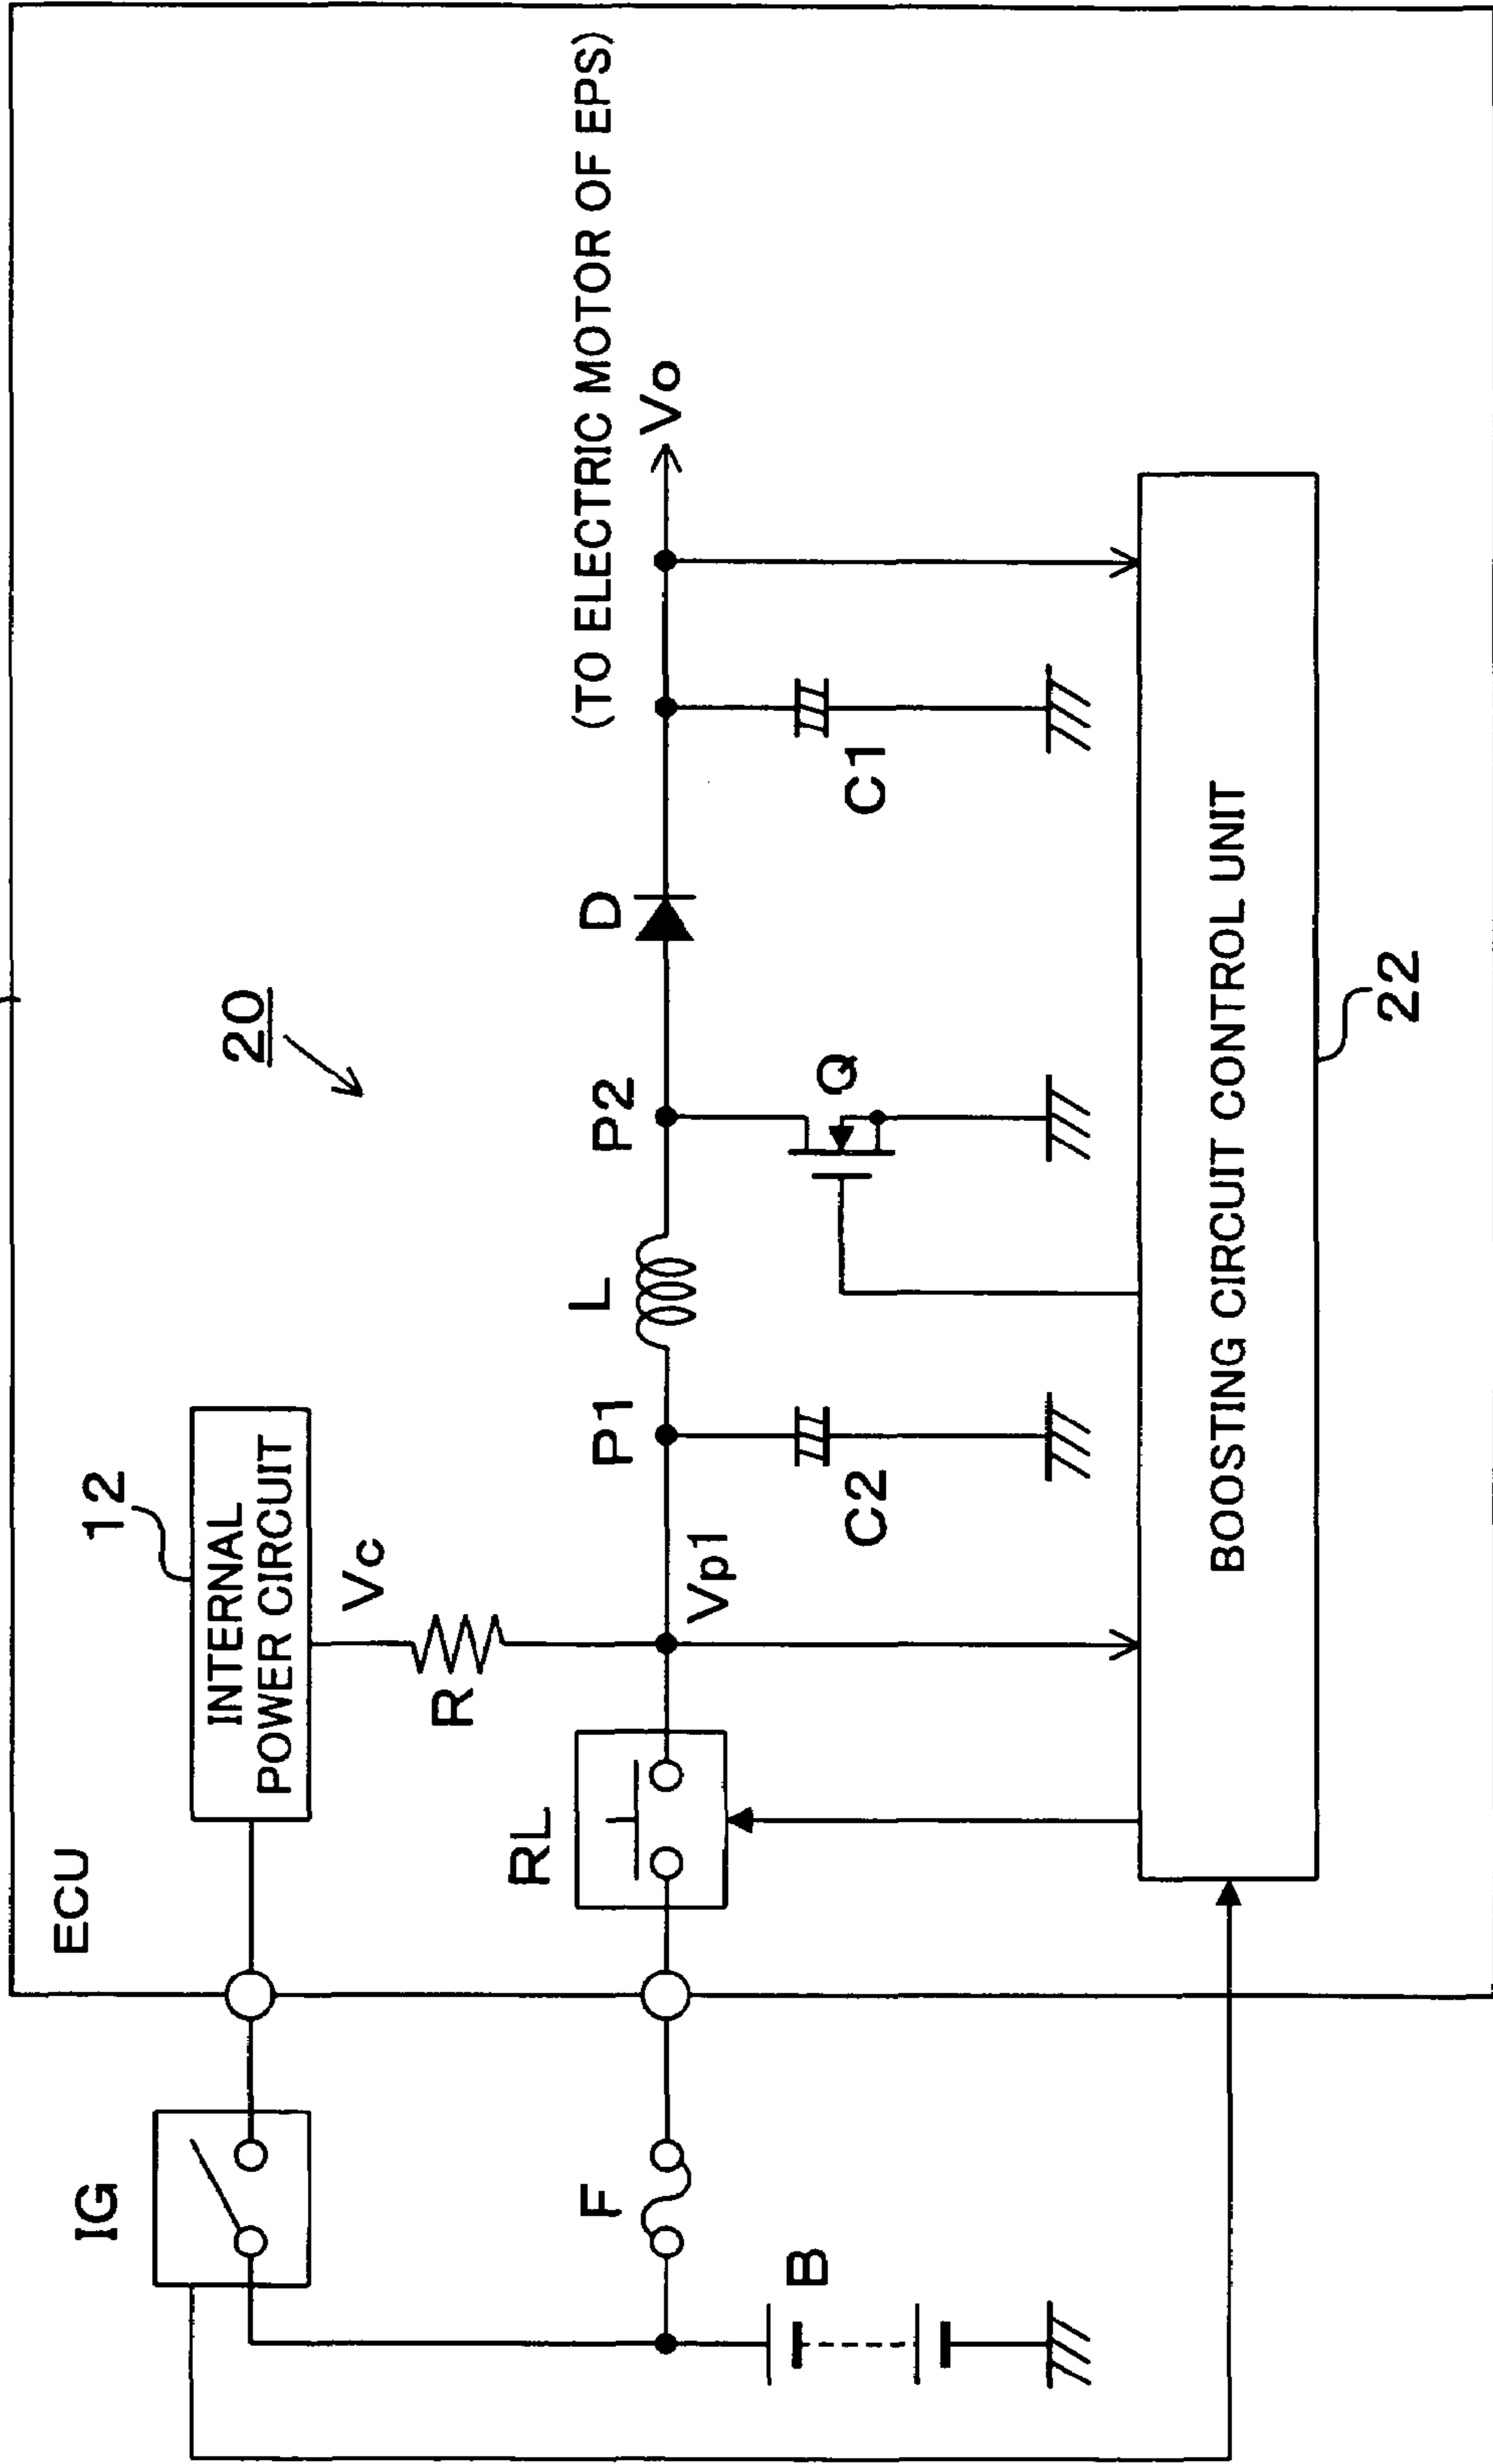 ECU
12
INTERNAL
POWER CIRCUIT
20
IG
Vc
R
(TO ELECTRIC MOTOR OF EPS)
F
RL
P1
L
P2
D
Vo
Vp1
B
C2
Q
C1
BOOSTING CIRCUIT CONTROL UNIT
22